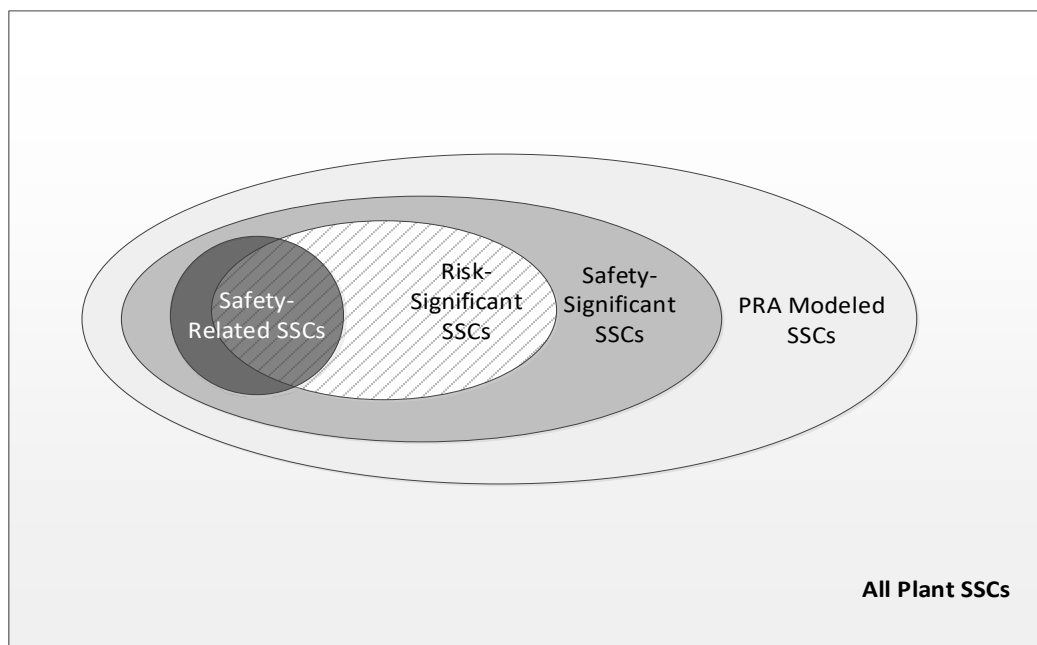 Safety-
Related SSCs
Risk-
Significant
SSCs
Safety-
Significant
SSCs
PRA Modeled
SSCs
All Plant SSCs